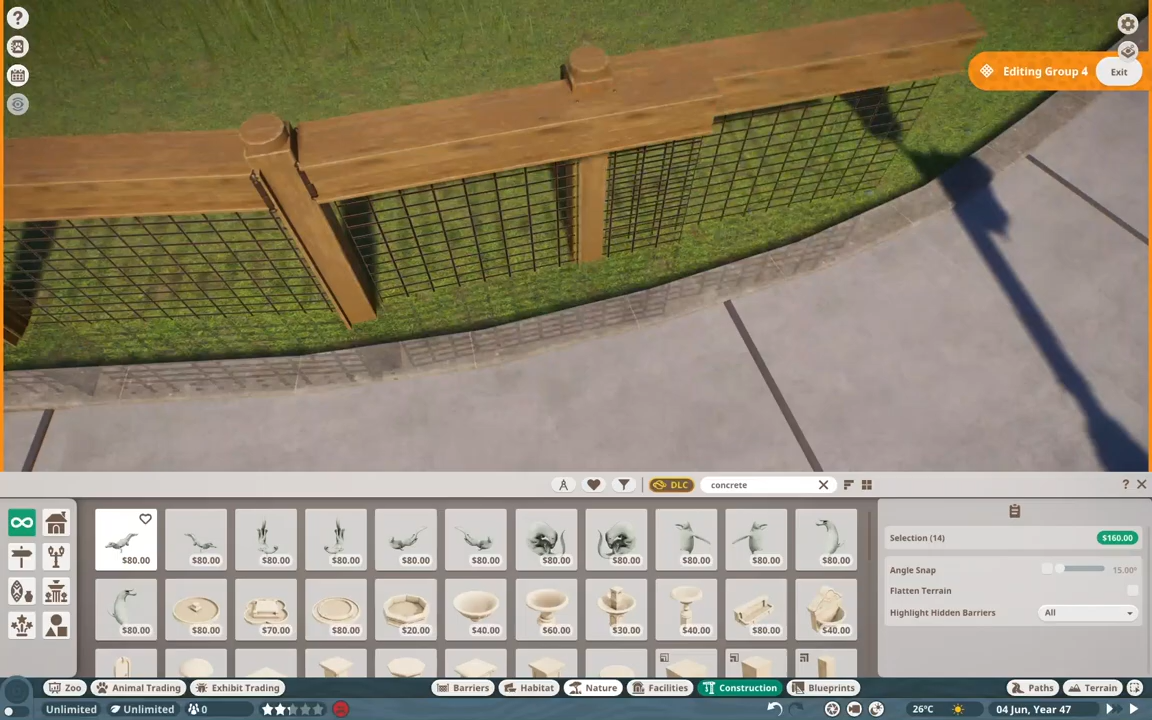 ?
Editing Group 4
Exit
DLC
concrete
?
$80.00 $80.00 $80.00 $80.00 $80.00 $80.00 $80.00 $80.00 $80.00 $80.00 $80.00
$80.00 $80.00 $70.00 $80.00 $20.00 $40.00 $60.00 $30.00 $40.00 $80.00 $40.00
Selection (14) $160.00
Angle Snap 15.00°
Flatten Terrain
Highlight Hidden Barriers All
Zoo Animal Trading Exhibit Trading Barriers Habitat Nature Facilities Construction Blueprints Paths Terrain
Unlimited Unlimited 0 26°C 04 Jun, Year 47